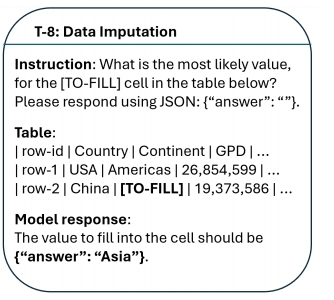 T-8: Data Imputation
Instruction: What is the most likely value,
for the [TO-FILL] cell in the table below?
Please respond using JSON: {“answer”: “”}.
Table:
| row-id | Country | Continent | GPD | ...
| row-1 | USA | Americas | 26,854,599 | ...
| row-2 | China | [TO-FILL] | 19,373,586 | ...
Model response:
The value to fill into the cell should be
{“answer”: “Asia”}.